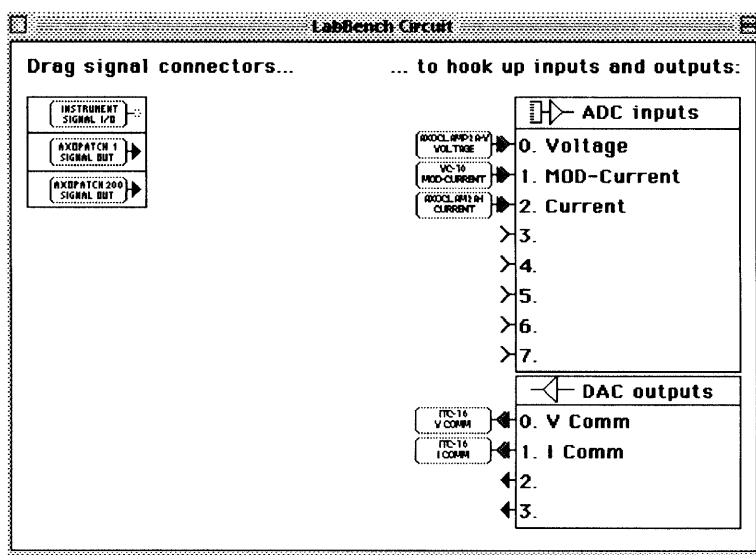 LabBench Circuit
Drag signal connectors...
... to hook up inputs and outputs:
INSTRUMENT
SIGNAL I/O
AXOPATCH 1
SIGNAL OUT
AXOPATCH 200
SIGNAL OUT
ADC inputs
VOLTAGE
0. Voltage
VC-10
MOD-CURRENT
1. MOD-Current
CURRENT
2. Current
3.
4.
5.
6.
7.
DAC outputs
ITC-16
V COMM
0. V Comm
ITC-16
I COMM
1. I Comm
2.
3.